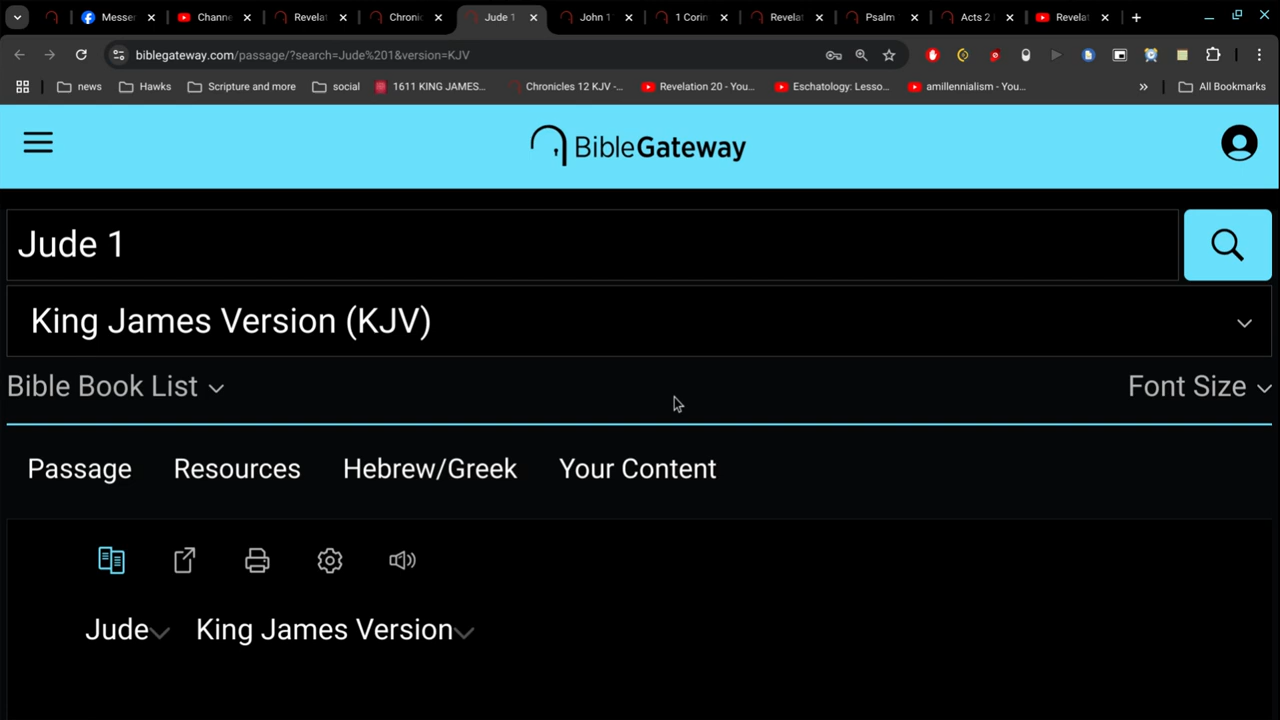 Messer
Channe
Revelat
Chronic
Jude 1
John 1
1 Corin
Revelat
Psalm
Acts 2
Revelat
biblegateway.com/passage/?search=Jude%201&version=KJV
news
Hawks
Scripture and more
social
1611 KING JAMES...
Chronicles 12 KJV -...
Revelation 20 - You...
Eschatology: Lesso...
amillennialism - You...
» All Bookmarks
BibleGateway
Jude 1
King James Version (KJV)
Bible Book List
Font Size
Passage Resources Hebrew/Greek Your Content
Jude King James Version